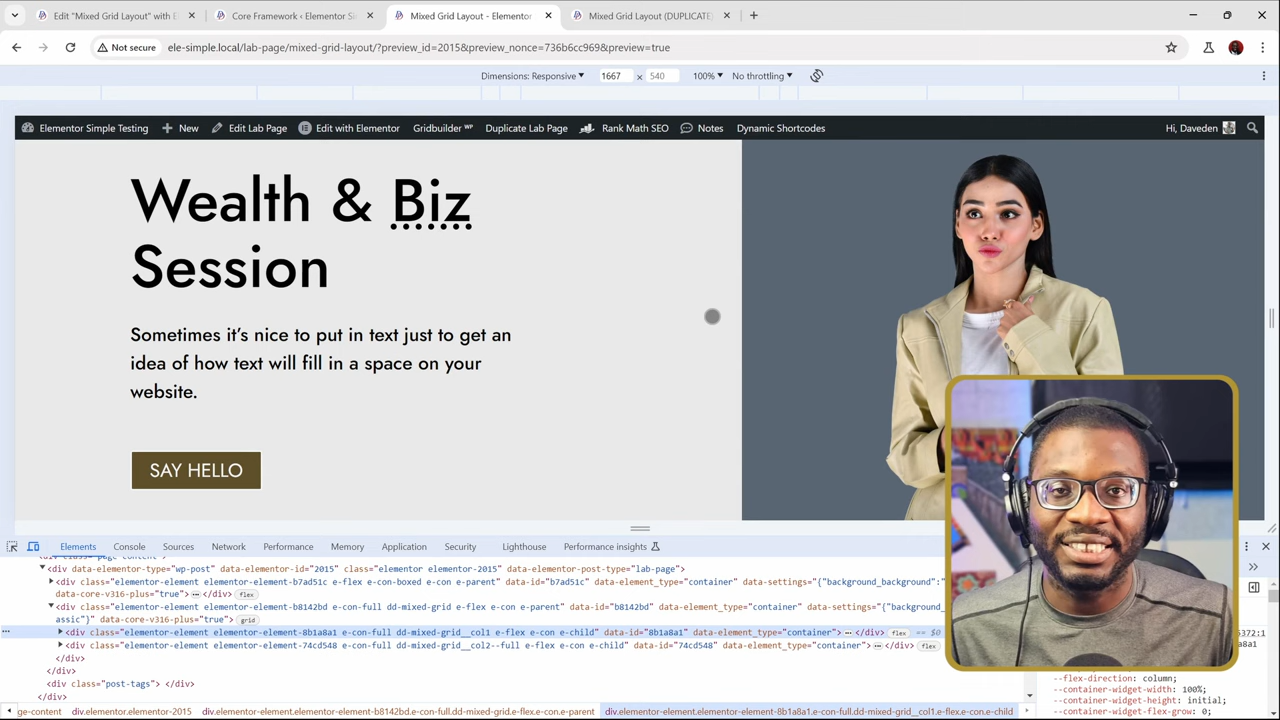 Edit "Mixed Grid Layout" with E
Core Framework ‹ Elementor Si
Mixed Grid Layout - Elementor
Mixed Grid Layout (DUPLICATE)
Not secure
ele-simple.local/lab-page/mixed-grid-layout/?preview_id=2015&preview_nonce=736b6cc969&preview=true
Dimensions: Responsive
1667 × 540
100%
No throttling
Elementor Simple Testing
New
Edit Lab Page
Edit with Elementor
Gridbuilder WP
Duplicate Lab Page
Rank Math SEO
Notes
Dynamic Shortcodes
Hi, Daveden
Wealth & Biz
Session
Sometimes it's nice to put in text just to get an
idea of how text will fill in a space on your
website.
SAY HELLO
Elements
Console
Sources
Network
Performance
Memory
Application
Security
Lighthouse
Performance insights
<div data-elementor-type="wp-post" data-elementor-id="2015" class="elementor elementor-2015" data-elementor-post-type="lab-page">
<div class="elementor-element elementor-element-b7ad51c e-flex e-con-boxed e-con e-parent" data-id="b7ad51c" data-element_type="container" data-settings="{"background_background":"
data-core-v316-plus="true"> ⋯ </div> flex
<div class="elementor-element elementor-element-b8142bd e-con-full dd-mixed-grid e-flex e-con e-parent" data-id="b8142bd" data-element_type="container" data-settings="{"background_
assic"}" data-core-v316-plus="true"> grid
<div class="elementor-element elementor-element-8b1a8a1 e-con-full dd-mixed-grid__col1 e-flex e-con e-child" data-id="8b1a8a1" data-element_type="container"> ⋯ </div> flex == $0
<div class="elementor-element elementor-element-74cd548 e-con-full dd-mixed-grid__col2--full e-flex e-con e-child" data-id="74cd548" data-element_type="container"> ⋯ </div> flex
</div>
</div>
<div class="post-tags"> </div>
</div>
5372:1
--flex-direction: column;
--container-widget-width: 100%;
--container-widget-height: initial;
--container-widget-flex-grow: 0;
ge-content
div.elementor.elementor-2015
div.elementor-element.elementor-element-b8142bd.e-con-full.dd-mixed-grid.e-flex.e-con.e-parent
div.elementor-element.elementor-element-8b1a8a1.e-con-full.dd-mixed-grid__col1.e-flex.e-con.e-child